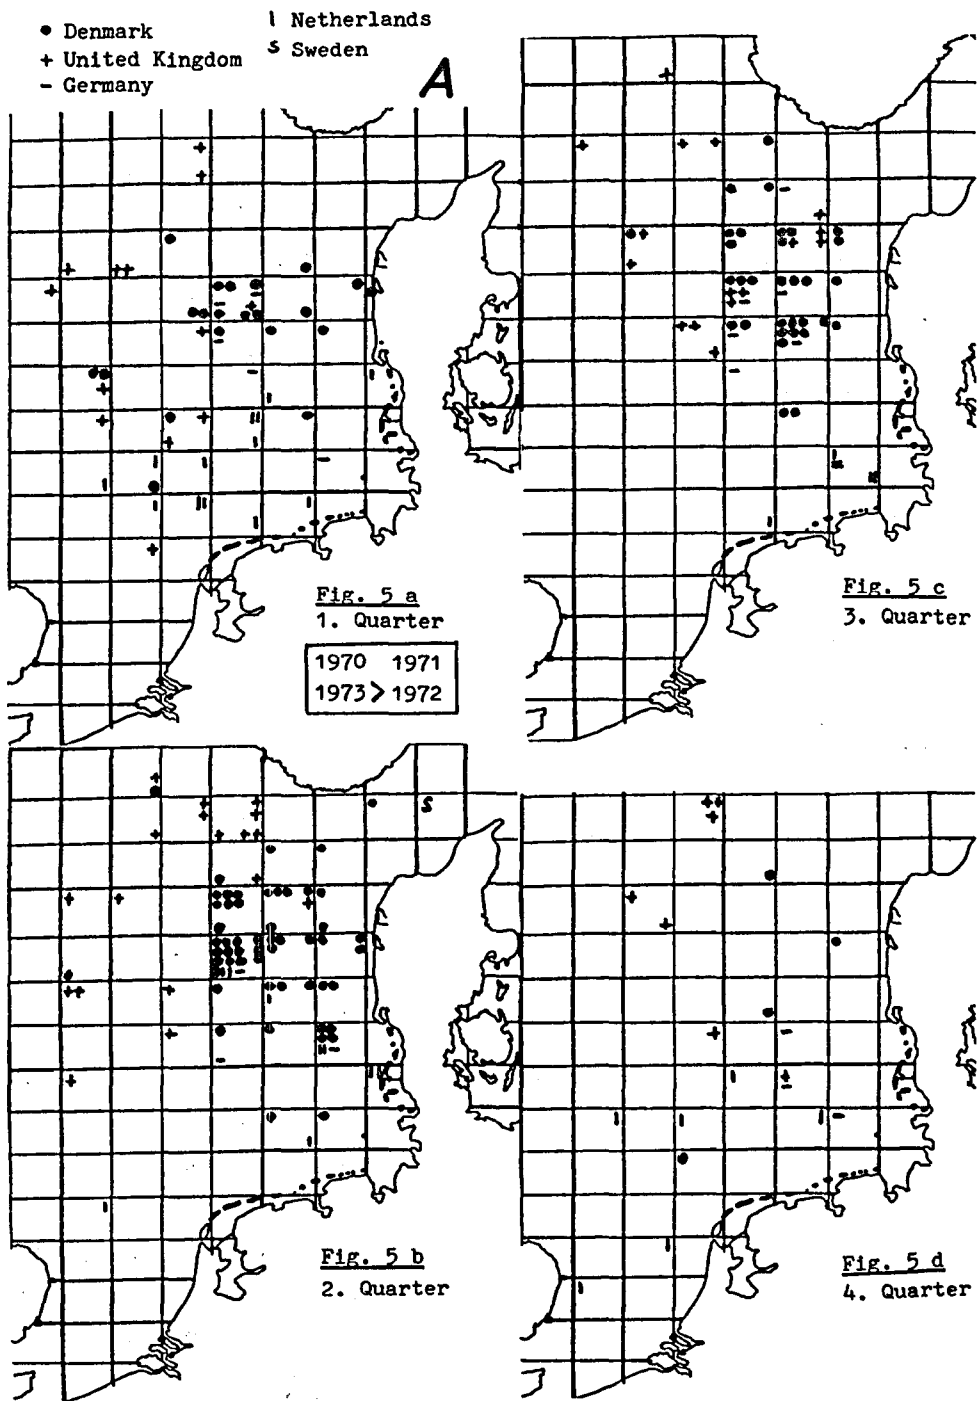 ● Denmark
+ United Kingdom
− Germany
| Netherlands
S Sweden
A
Fig. 5 a
1. Quarter
1970 1971
1973 > 1972
Fig. 5 c
3. Quarter
S
Fig. 5 b
2. Quarter
Fig. 5 d
4. Quarter